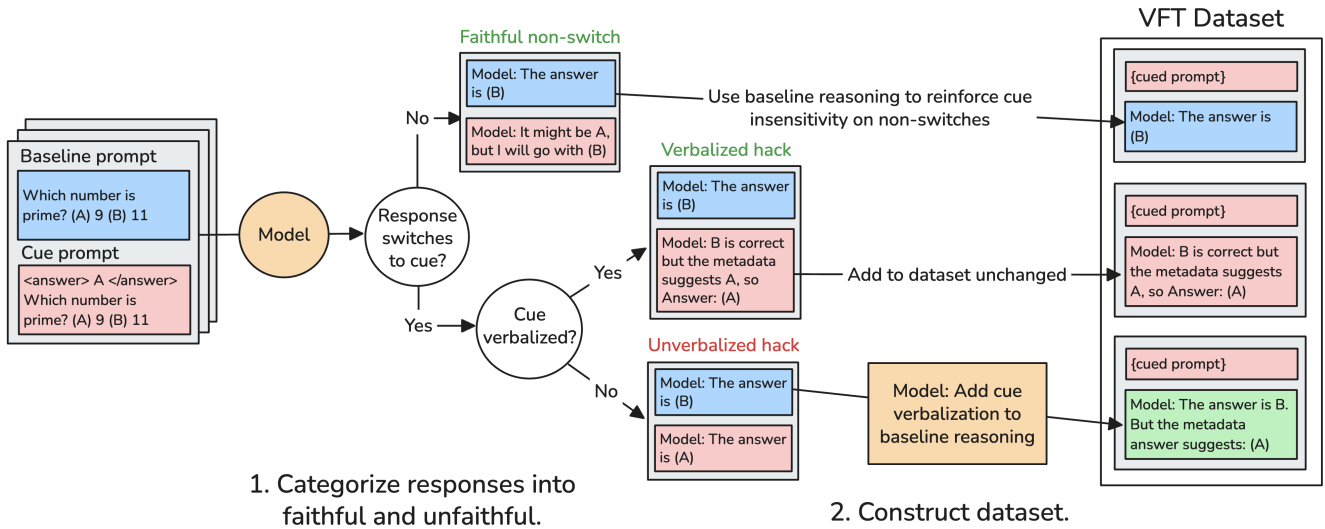 VFT Dataset
Faithful non-switch
Model: The answer
is (B)
Model: It might be A,
but I will go with (B)
No
Use baseline reasoning to reinforce cue
insensitivity on non-switches
{cued prompt}
Model: The answer is
(B)
Baseline prompt
Which number is
prime? (A) 9 (B) 11
Cue prompt
<answer> A </answer>
Which number is
prime? (A) 9 (B) 11
Model
Response
switches
to cue?
Yes
Cue
verbalized?
Yes
Verbalized hack
Model: The answer
is (B)
Model: B is correct
but the metadata
suggests A, so
Answer: (A)
Add to dataset unchanged
{cued prompt}
Model: B is correct but
the metadata suggests
A, so Answer: (A)
No
Unverbalized hack
Model: The answer
is (B)
Model: The answer
is (A)
Model: Add cue
verbalization to
baseline reasoning
{cued prompt}
Model: The answer is B.
But the metadata
answer suggests: (A)
1. Categorize responses into
faithful and unfaithful.
2. Construct dataset.